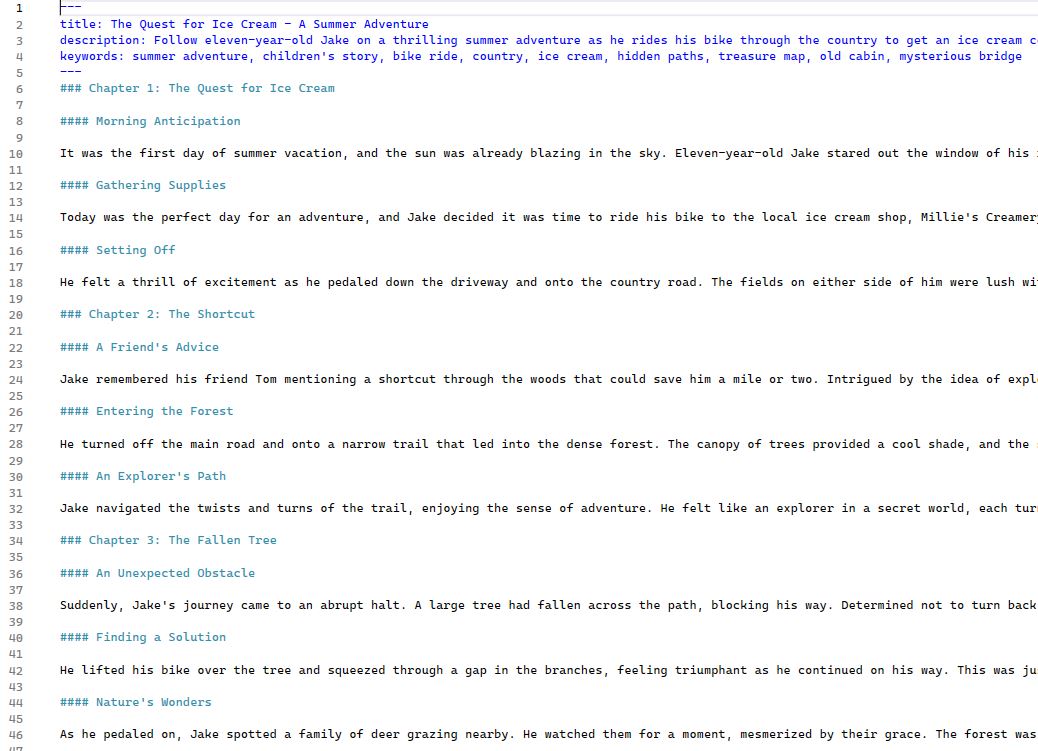 1 ---
2 title: The Quest for Ice Cream - A Summer Adventure
3 description: Follow eleven-year-old Jake on a thrilling summer adventure as he rides his bike through the country to get an ice cream
4 keywords: summer adventure, children's story, bike ride, country, ice cream, hidden paths, treasure map, old cabin, mysterious bridge
5 ---
6 ### Chapter 1: The Quest for Ice Cream
7
8 #### Morning Anticipation
9
10 It was the first day of summer vacation, and the sun was already blazing in the sky. Eleven-year-old Jake stared out the window of his
11
12 #### Gathering Supplies
13
14 Today was the perfect day for an adventure, and Jake decided it was time to ride his bike to the local ice cream shop, Millie's Creamer
15
16 #### Setting Off
17
18 He felt a thrill of excitement as he pedaled down the driveway and onto the country road. The fields on either side of him were lush wi
19
20 ### Chapter 2: The Shortcut
21
22 #### A Friend's Advice
23
24 Jake remembered his friend Tom mentioning a shortcut through the woods that could save him a mile or two. Intrigued by the idea of expl
25
26 #### Entering the Forest
27
28 He turned off the main road and onto a narrow trail that led into the dense forest. The canopy of trees provided a cool shade, and the
29
30 #### An Explorer's Path
31
32 Jake navigated the twists and turns of the trail, enjoying the sense of adventure. He felt like an explorer in a secret world, each tur
33
34 ### Chapter 3: The Fallen Tree
35
36 #### An Unexpected Obstacle
37
38 Suddenly, Jake's journey came to an abrupt halt. A large tree had fallen across the path, blocking his way. Determined not to turn back
39
40 #### Finding a Solution
41
42 He lifted his bike over the tree and squeezed through a gap in the branches, feeling triumphant as he continued on his way. This was ju
43
44 #### Nature's Wonders
45
46 As he pedaled on, Jake spotted a family of deer grazing nearby. He watched them for a moment, mesmerized by their grace. The forest was
47